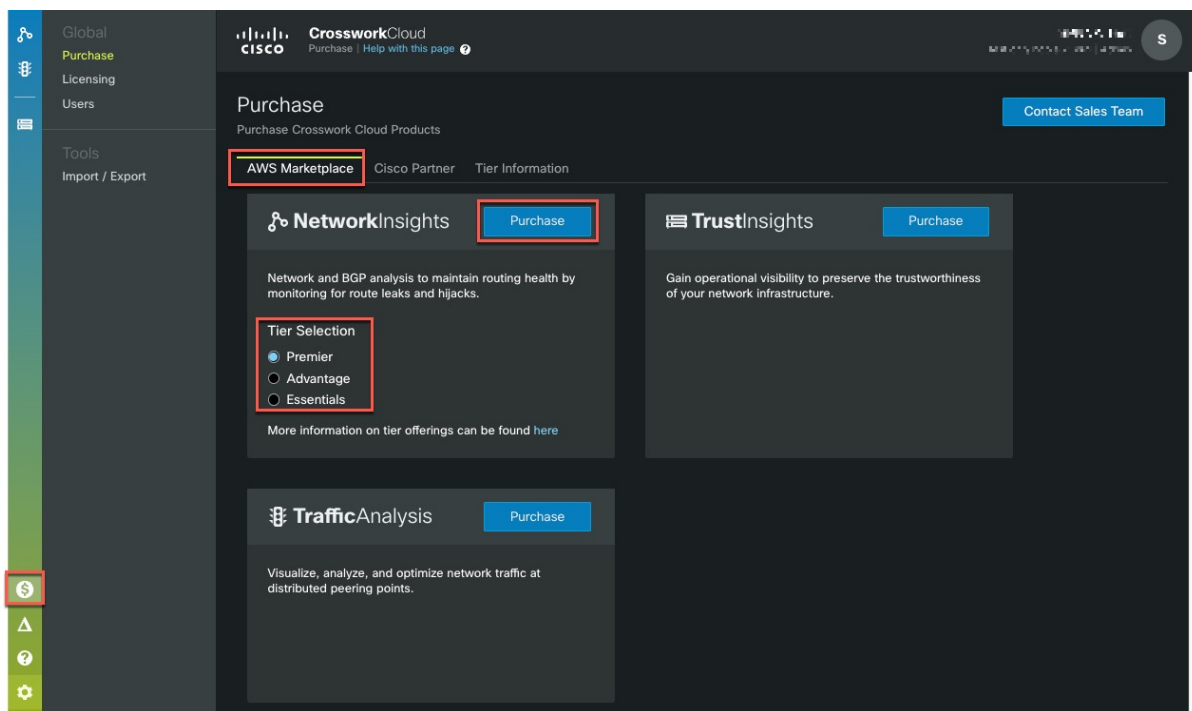 Global
Purchase
Licensing
Users
Tools
Import / Export
CISCO
CrossworkCloud
Purchase | Help with this page ?
S
Purchase
Purchase Crosswork Cloud Products
Contact Sales Team
AWS Marketplace
Cisco Partner
Tier Information
NetworkInsights
Purchase
Network and BGP analysis to maintain routing health by
monitoring for route leaks and hijacks.
Tier Selection
Premier
Advantage
Essentials
More information on tier offerings can be found here
TrustInsights
Purchase
Gain operational visibility to preserve the trustworthiness
of your network infrastructure.
TrafficAnalysis
Purchase
Visualize, analyze, and optimize network traffic at
distributed peering points.
$
?